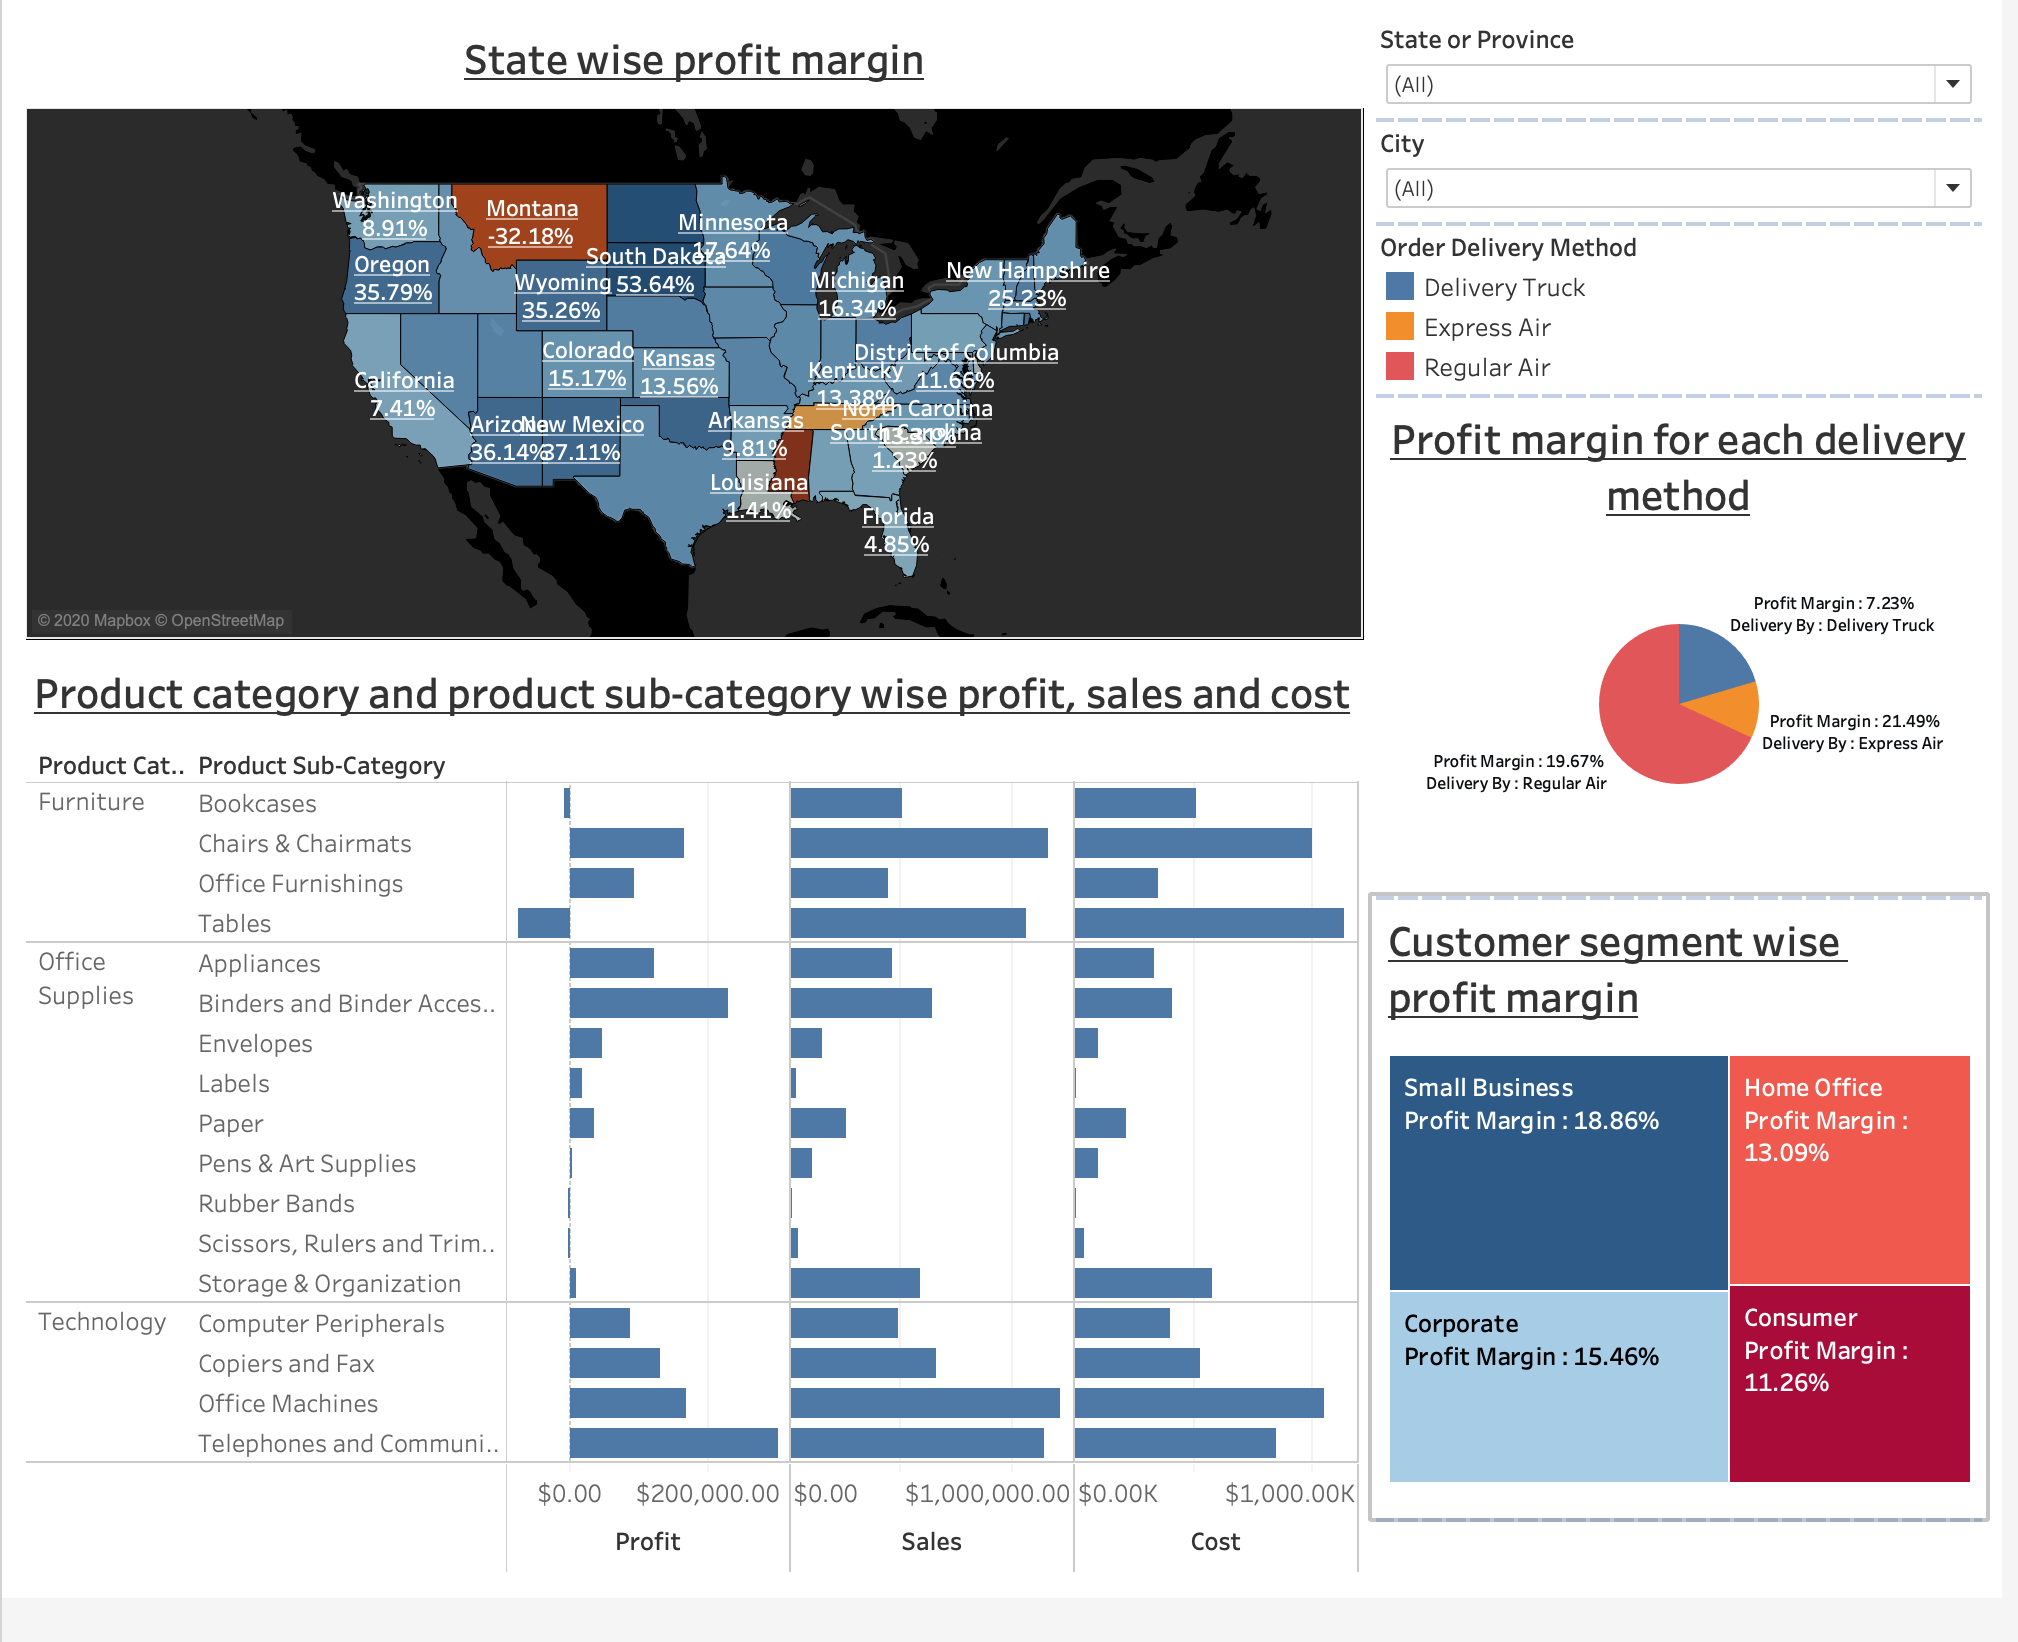 State wise profit margin
Washington
8.91%
Montana
-32.18%
Oregon
35.79%
Wyoming
35.26%
South Dakota
53.64%
Minnesota
17.64%
Michigan
16.34%
New Hampshire
25.23%
California
7.41%
Colorado
15.17%
Kansas
13.56%
Kentucky
13.38%
District of Columbia
11.66%
Arizona
36.14%
New Mexico
37.11%
Arkansas
9.81%
North Carolina
South Carolina
1.23%
Louisiana
1.41%
Florida
4.85%
© 2020 Mapbox © OpenStreetMap
State or Province
(All)
City
(All)
Order Delivery Method
Delivery Truck
Express Air
Regular Air
Profit margin for each delivery
method
Profit Margin : 7.23%
Delivery By : Delivery Truck
Profit Margin : 21.49%
Delivery By : Express Air
Profit Margin : 19.67%
Delivery By : Regular Air
Product category and product sub-category wise profit, sales and cost
Product Cat.. Product Sub-Category
Furniture Bookcases
Chairs & Chairmats
Office Furnishings
Tables
Office Supplies Appliances
Binders and Binder Acces..
Envelopes
Labels
Paper
Pens & Art Supplies
Rubber Bands
Scissors, Rulers and Trim..
Storage & Organization
Technology Computer Peripherals
Copiers and Fax
Office Machines
Telephones and Communi..
$0.00 $200,000.00 $0.00 $1,000,000.00 $0.00K $1,000.00K
Profit Sales Cost
Customer segment wise
profit margin
Small Business
Profit Margin : 18.86%
Home Office
Profit Margin :
13.09%
Corporate
Profit Margin : 15.46%
Consumer
Profit Margin :
11.26%